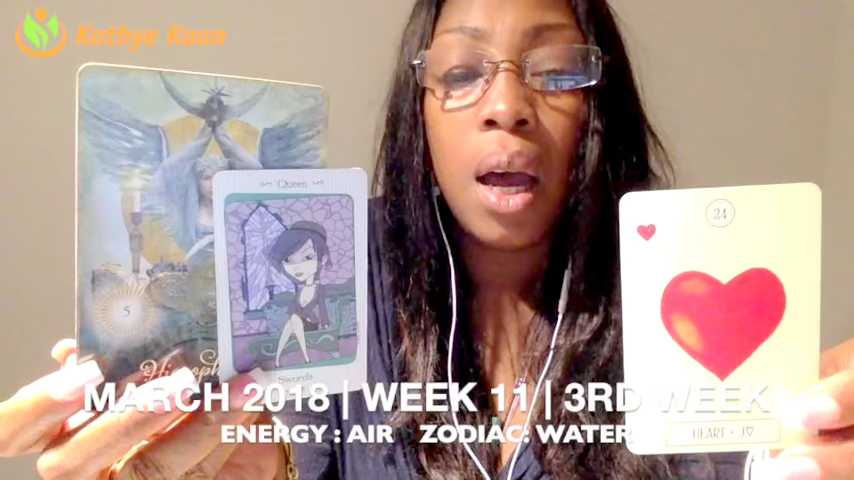 Kathye Kaan
Queen
24
5
Swords
HEART
MARCH 2018 | WEEK 11 | 3RD WEEK
ENERGY : AIR ZODIAC: WATER